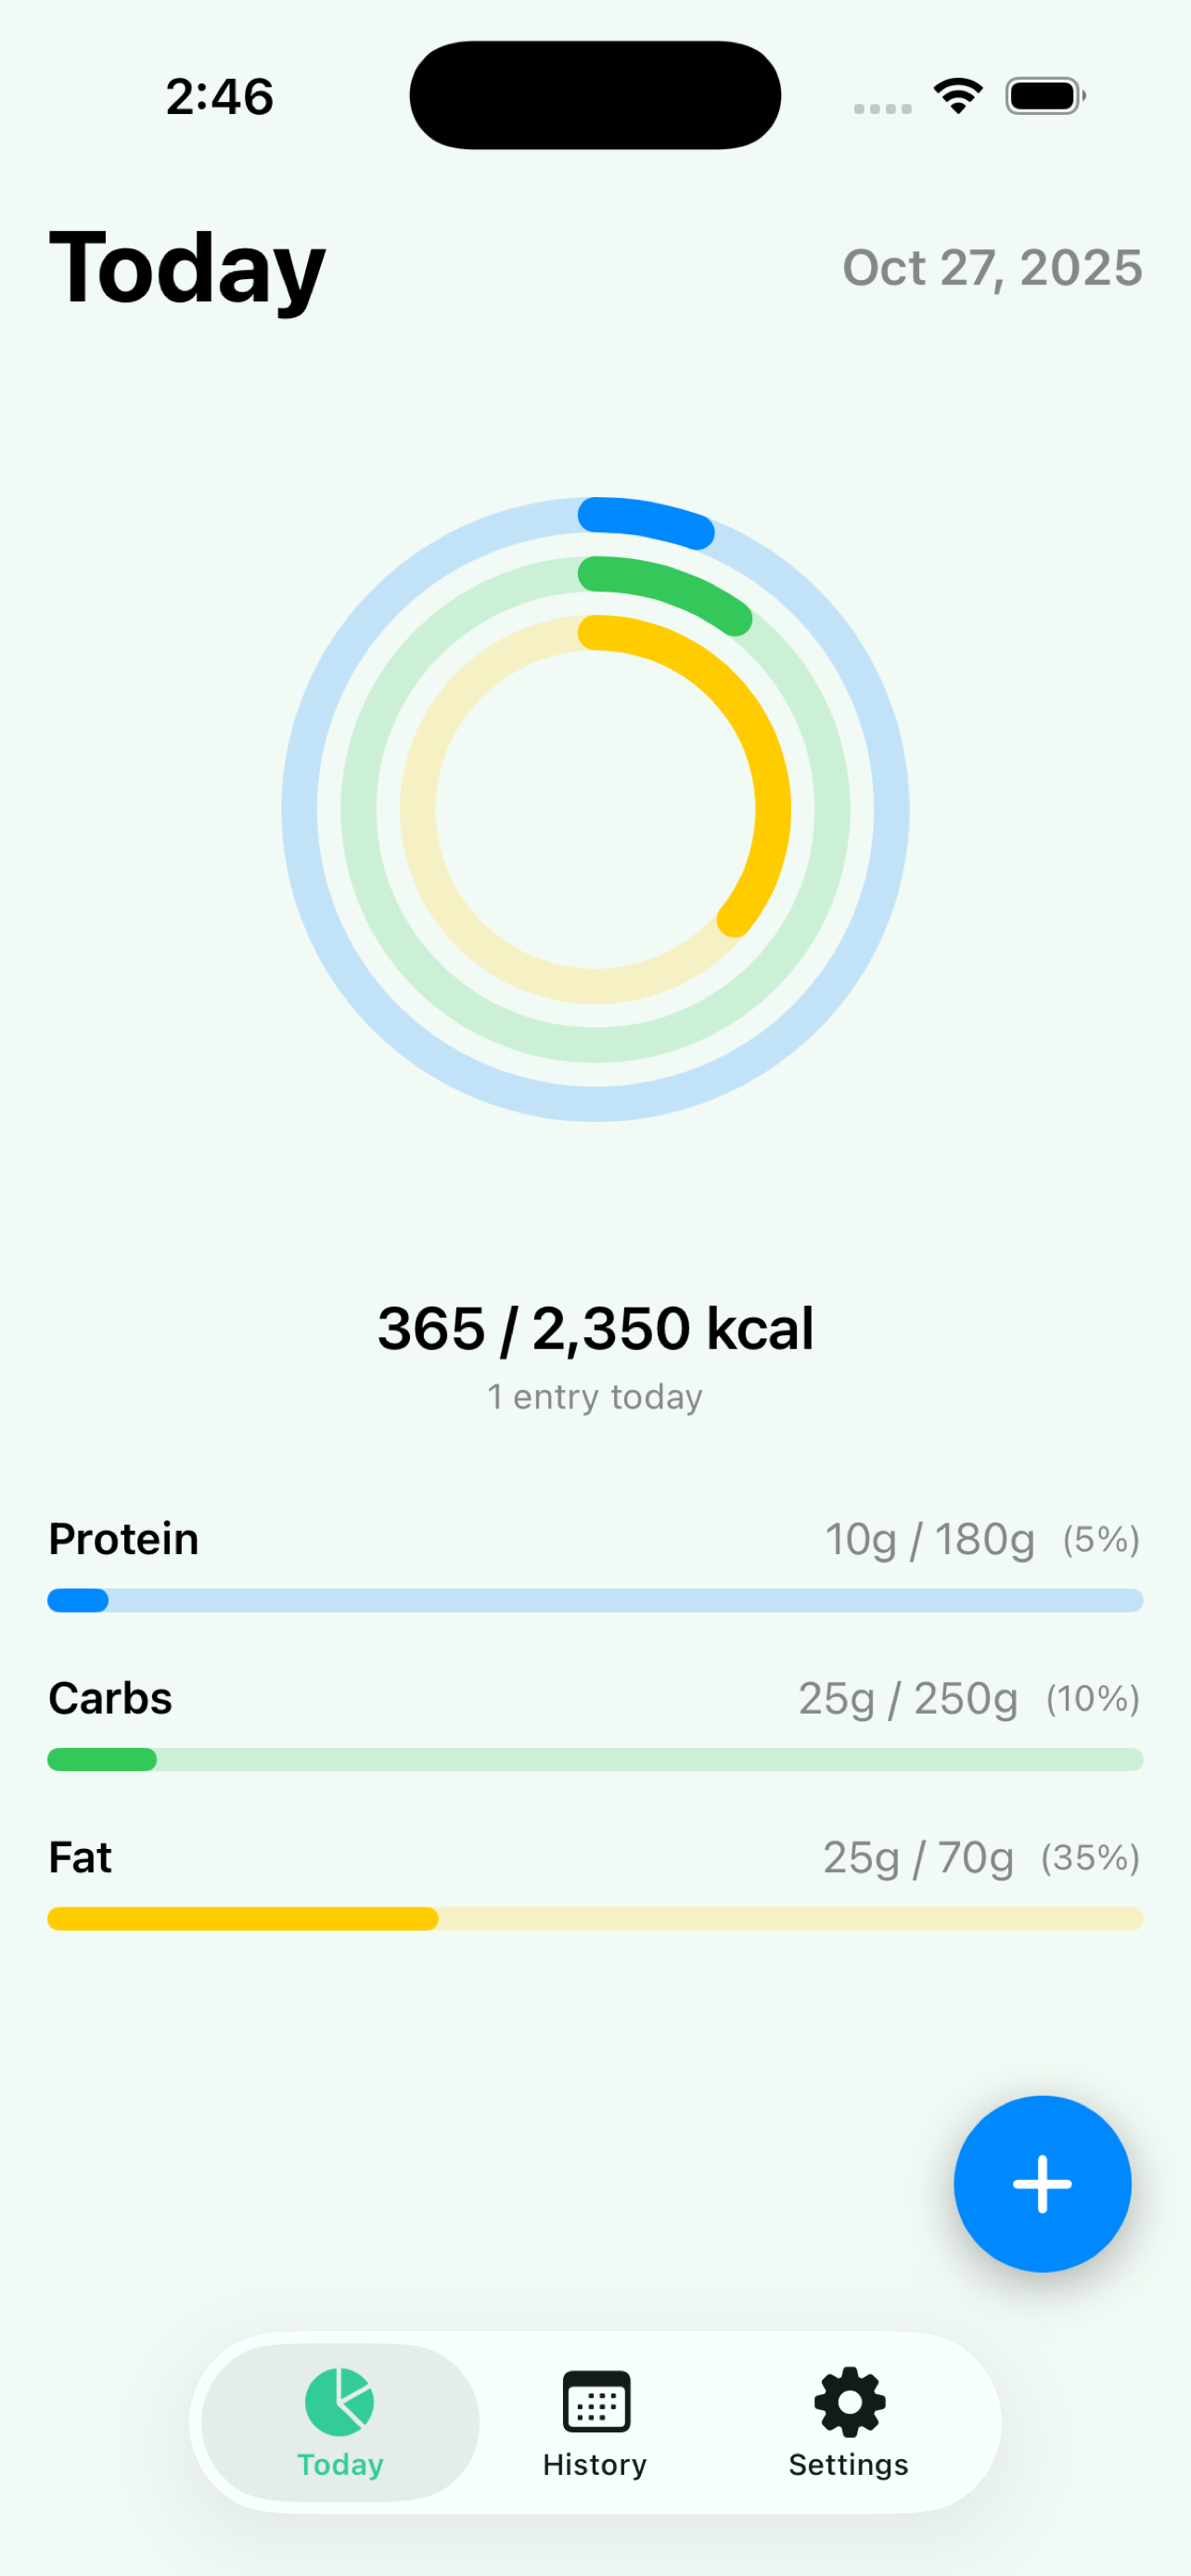 2:46
Today
Oct 27, 2025
365 / 2,350 kcal
1 entry today
Protein
10g / 180g (5%)
Carbs
25g / 250g (10%)
Fat
25g / 70g (35%)
Today
History
Settings